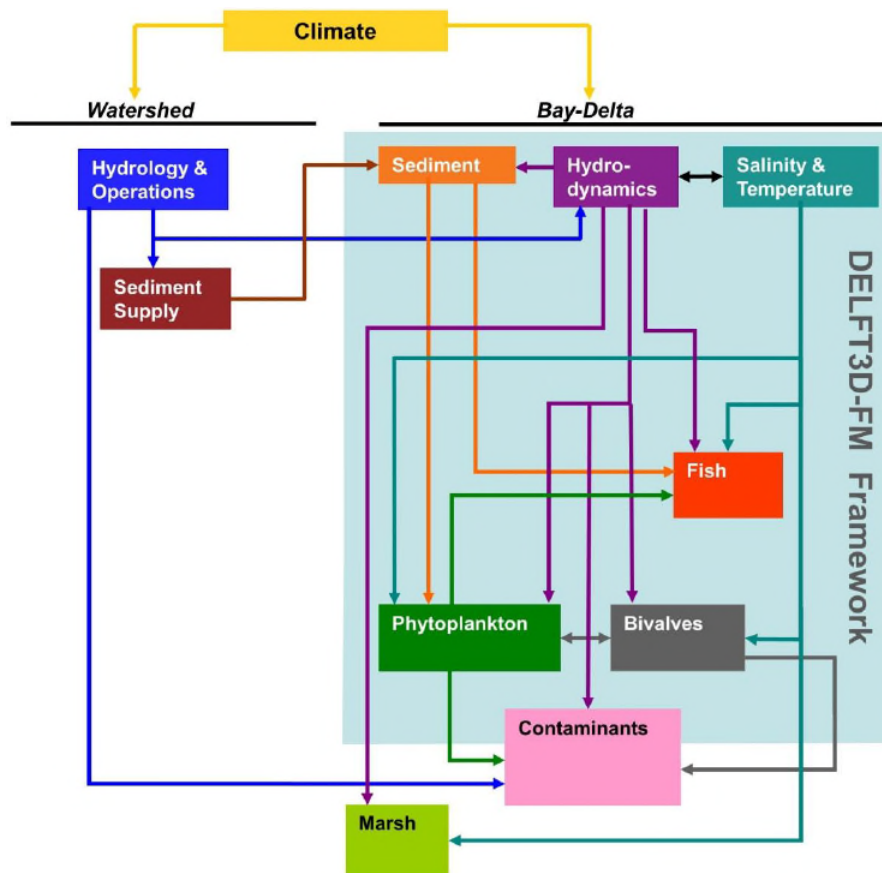 Climate
Watershed
Bay-Delta
Hydrology &
Operations
Sediment
Hydro-
dynamics
Salinity &
Temperature
Sediment
Supply
DELFT3D-FM Framework
Fish
Phytoplankton
Bivalves
Contaminants
Marsh